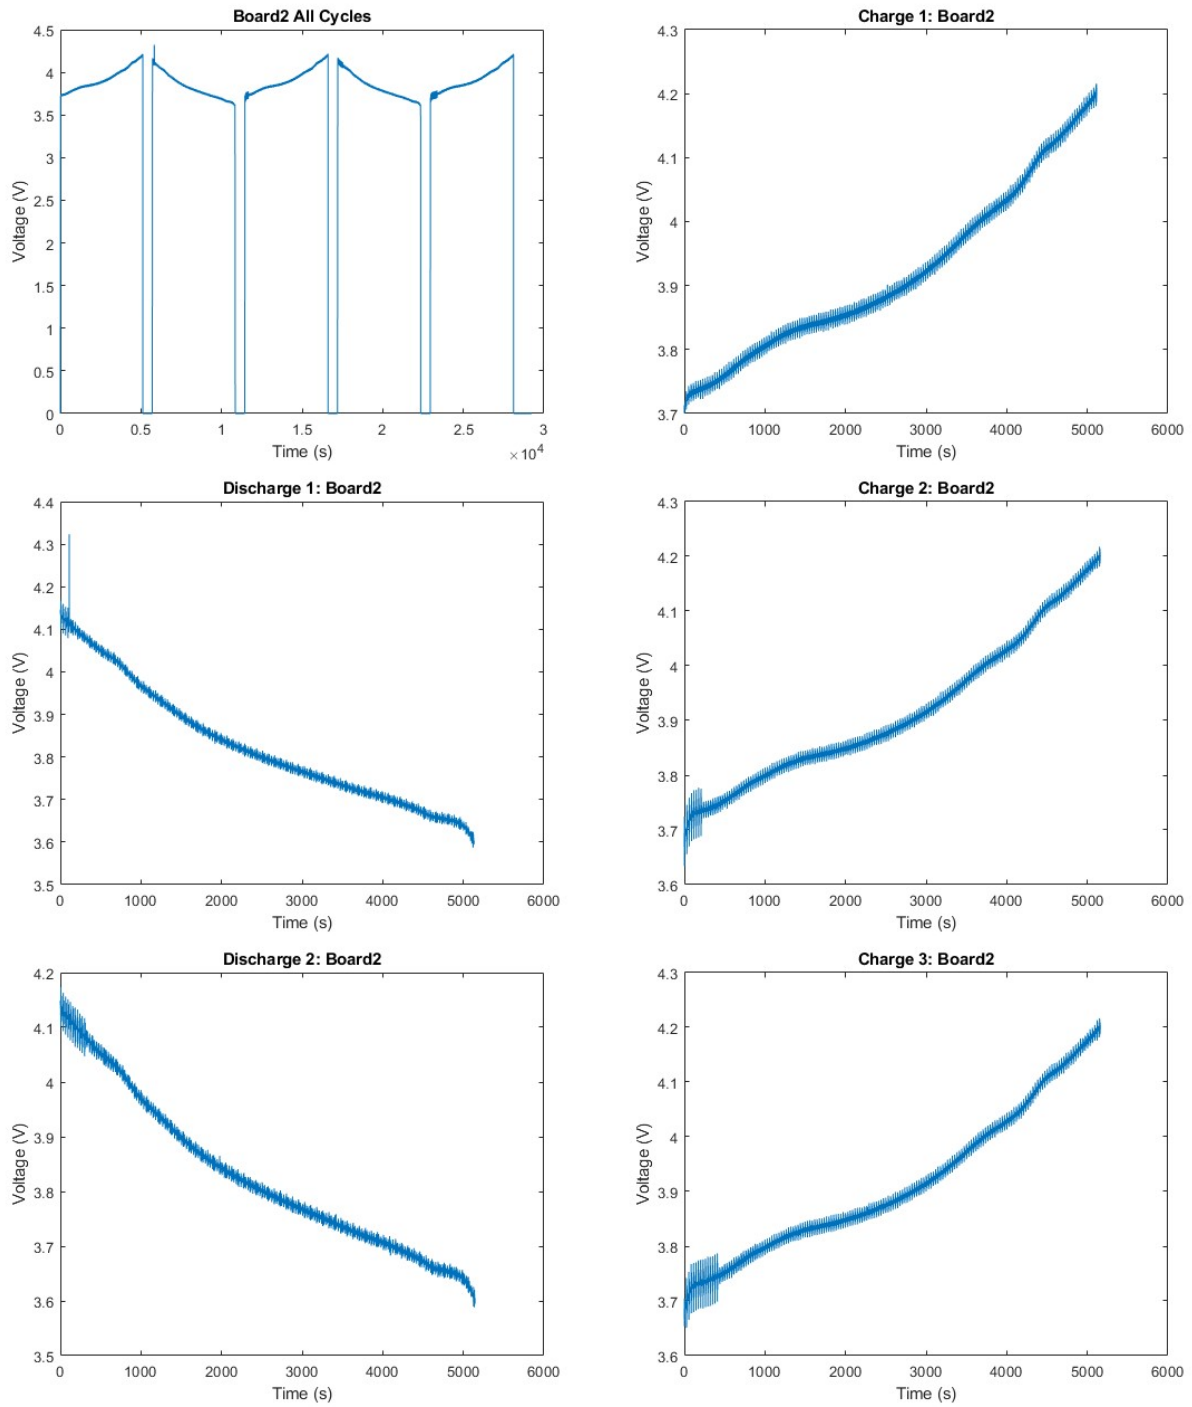 Board2 All Cycles
4.5
4
3.5
3
2.5
2
1.5
1
0.5
0
Voltage (V)
0 0.5 1 1.5 2 2.5 3
Time (s)
×10^4
Charge 1: Board2
4.3
4.2
4.1
4
3.9
3.8
3.7
Voltage (V)
0 1000 2000 3000 4000 5000 6000
Time (s)
Discharge 1: Board2
4.4
4.3
4.2
4.1
4
3.9
3.8
3.7
3.6
3.5
Voltage (V)
0 1000 2000 3000 4000 5000 6000
Time (s)
Charge 2: Board2
4.3
4.2
4.1
4
3.9
3.8
3.7
3.6
Voltage (V)
0 1000 2000 3000 4000 5000 6000
Time (s)
Discharge 2: Board2
4.2
4.1
4
3.9
3.8
3.7
3.6
3.5
Voltage (V)
0 1000 2000 3000 4000 5000 6000
Time (s)
Charge 3: Board2
4.3
4.2
4.1
4
3.9
3.8
3.7
3.6
Voltage (V)
0 1000 2000 3000 4000 5000 6000
Time (s)